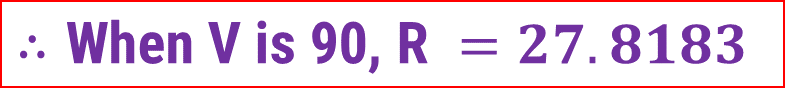 ∴ When V is 90, R = 27.8183